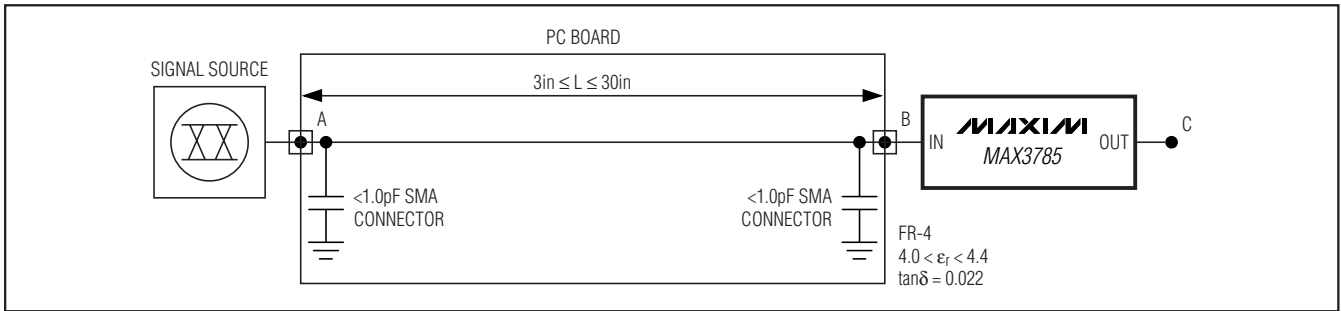 PC BOARD
SIGNAL SOURCE
3in ≤ L ≤ 30in
A
B
C
IN
MAXIM
MAX3785
OUT
<1.0pF SMA
CONNECTOR
<1.0pF SMA
CONNECTOR
FR-4
4.0 < εr < 4.4
tanδ = 0.022